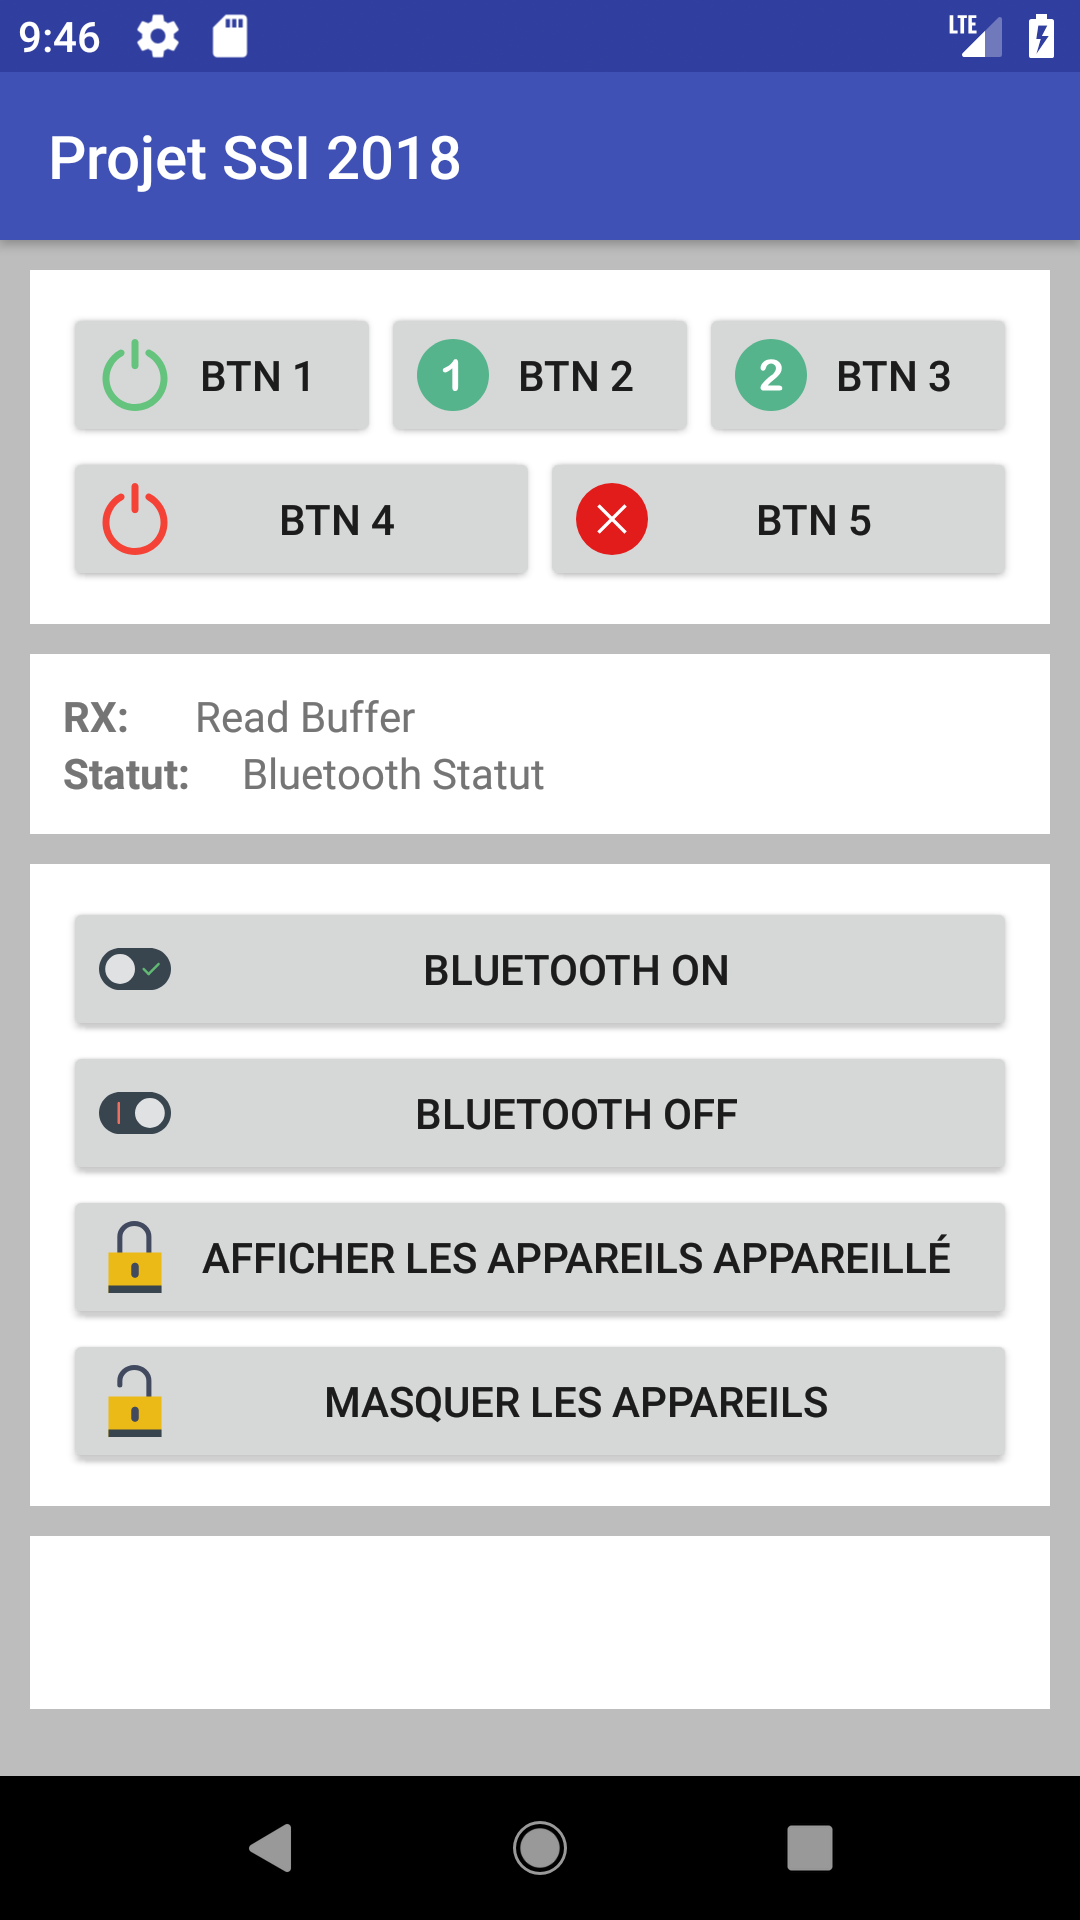 9:46 LTE
Projet SSI 2018
BTN 1 1 BTN 2 2 BTN 3
BTN 4 BTN 5
RX: Read Buffer
Statut: Bluetooth Statut
BLUETOOTH ON
BLUETOOTH OFF
AFFICHER LES APPAREILS APPAREILLÉ
MASQUER LES APPAREILS